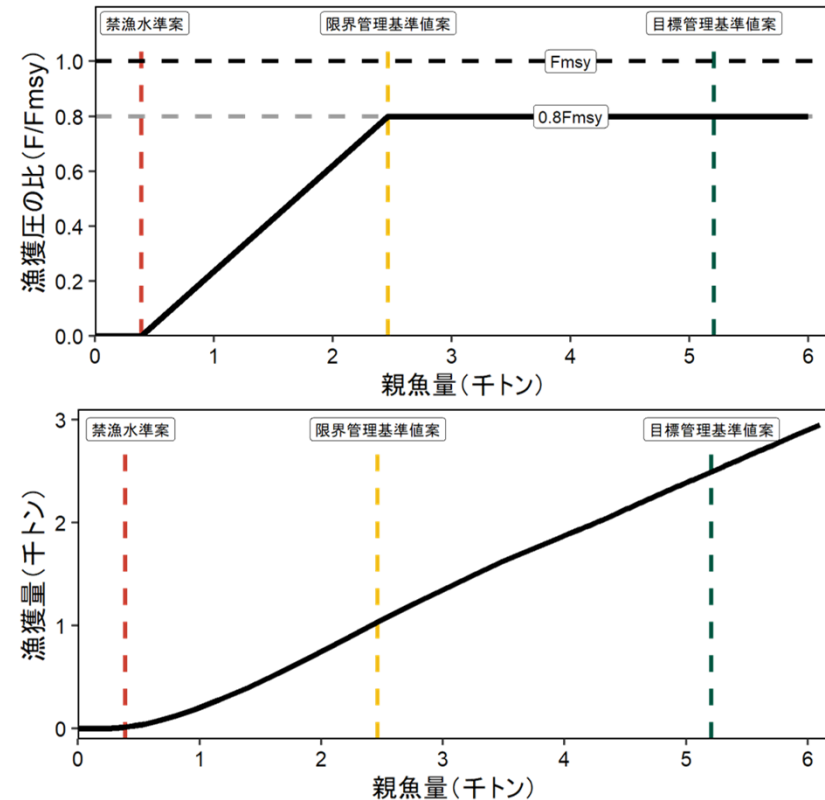 禁漁水準案 限界管理基準値案 目標管理基準値案
1.0 Fmsy
0.8 0.8Fmsy
0.6
0.4
0.2
0.0
漁獲圧の比(F/Fmsy)
0 1 2 3 4 5 6
親魚量(千トン)
3
禁漁水準案 限界管理基準値案 目標管理基準値案
2
1
0
漁獲量(千トン)
0 1 2 3 4 5 6
親魚量(千トン)